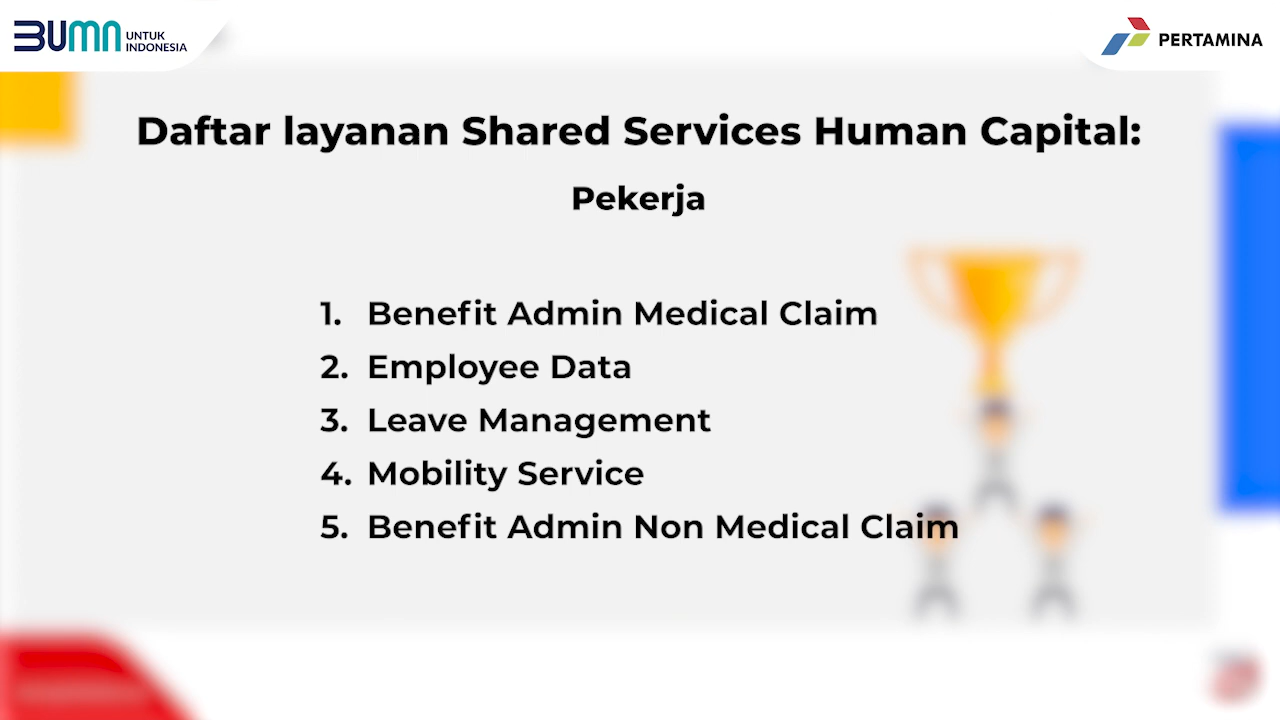 BUMN UNTUK
INDONESIA
PERTAMINA
Daftar layanan Shared Services Human Capital:
Pekerja
1. Benefit Admin Medical Claim
2. Employee Data
3. Leave Management
4. Mobility Service
5. Benefit Admin Non Medical Claim